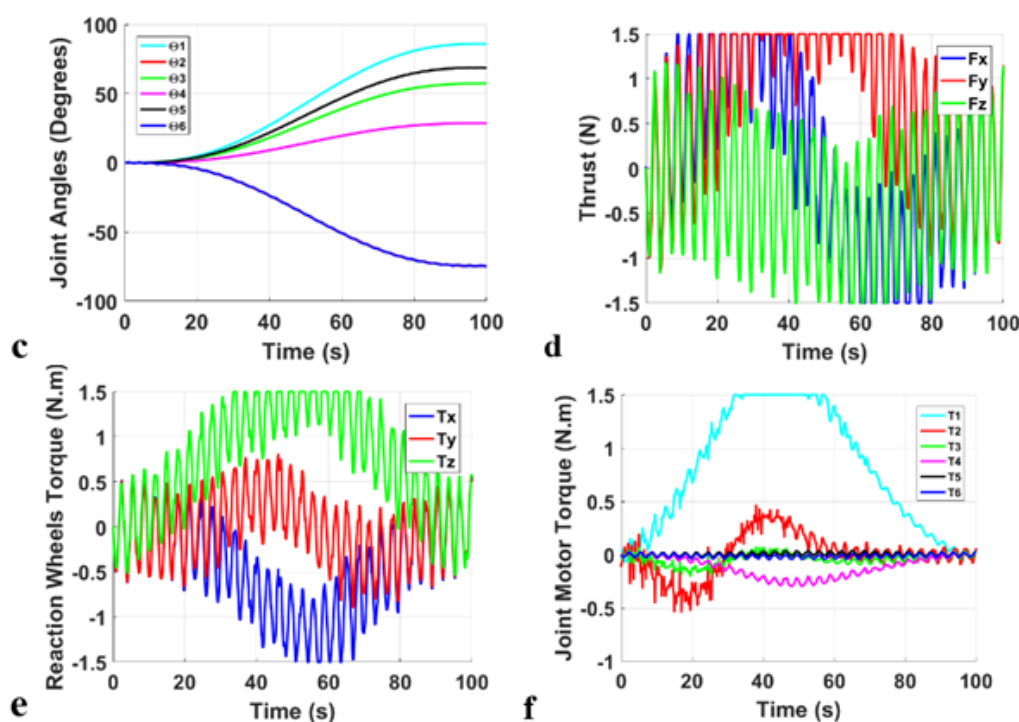 100
50
0
-50
-100
Joint Angles (Degrees)
Θ1
Θ2
Θ3
Θ4
Θ5
Θ6
0 20 40 60 80 100
Time (s)
c
1.5
1
0.5
0
-0.5
-1
-1.5
Thrust (N)
Fx
Fy
Fz
0 20 40 60 80 100
Time (s)
d
1.5
1
0.5
0
-0.5
-1
-1.5
Reaction Wheels Torque (N.m)
Tx
Ty
Tz
0 20 40 60 80 100
Time (s)
e
1.5
1
0.5
0
-0.5
-1
Joint Motor Torque (N.m)
T1
T2
T3
T4
T5
T6
0 20 40 60 80 100
Time (s)
f